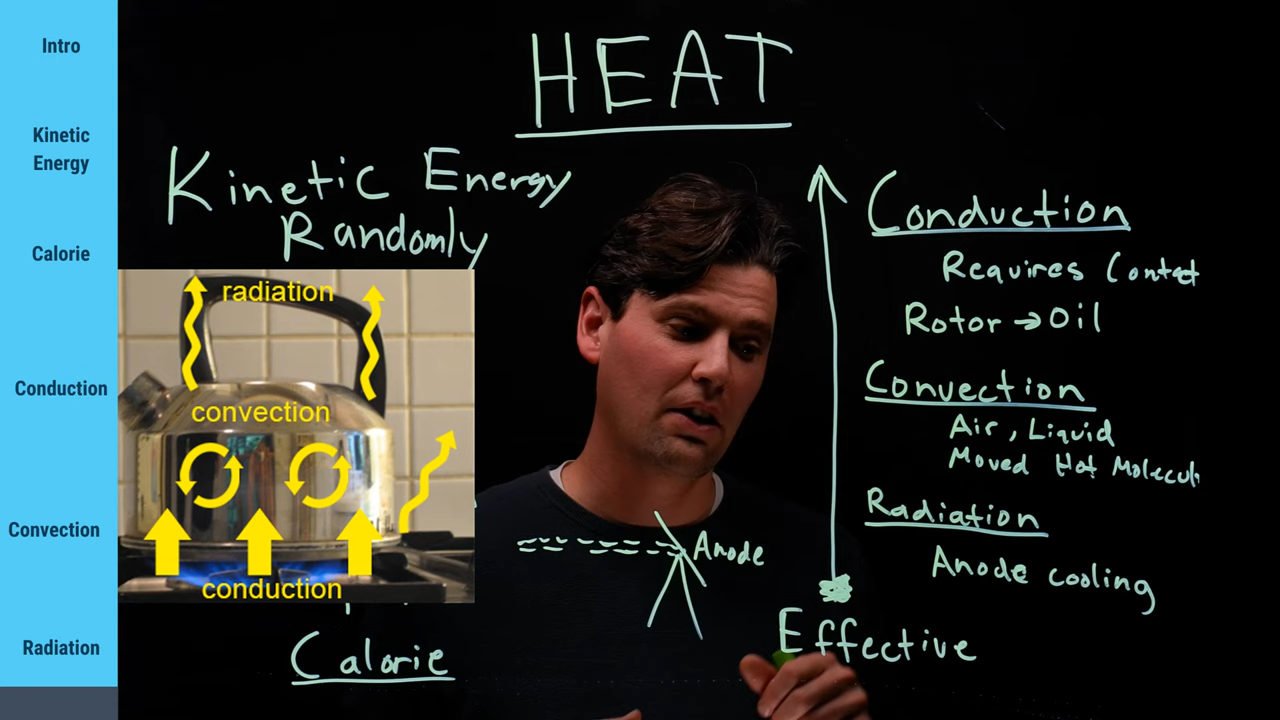 Intro
Kinetic
Energy
Calorie
Conduction
Convection
Radiation
HEAT
Kinetic Energy
Randomly
radiation
convection
conduction
Calorie
Anode
Conduction
Requires Contact
Rotor → Oil
Convection
Air, Liquid
Moved Hot Molecul
Radiation
Anode cooling
Effective